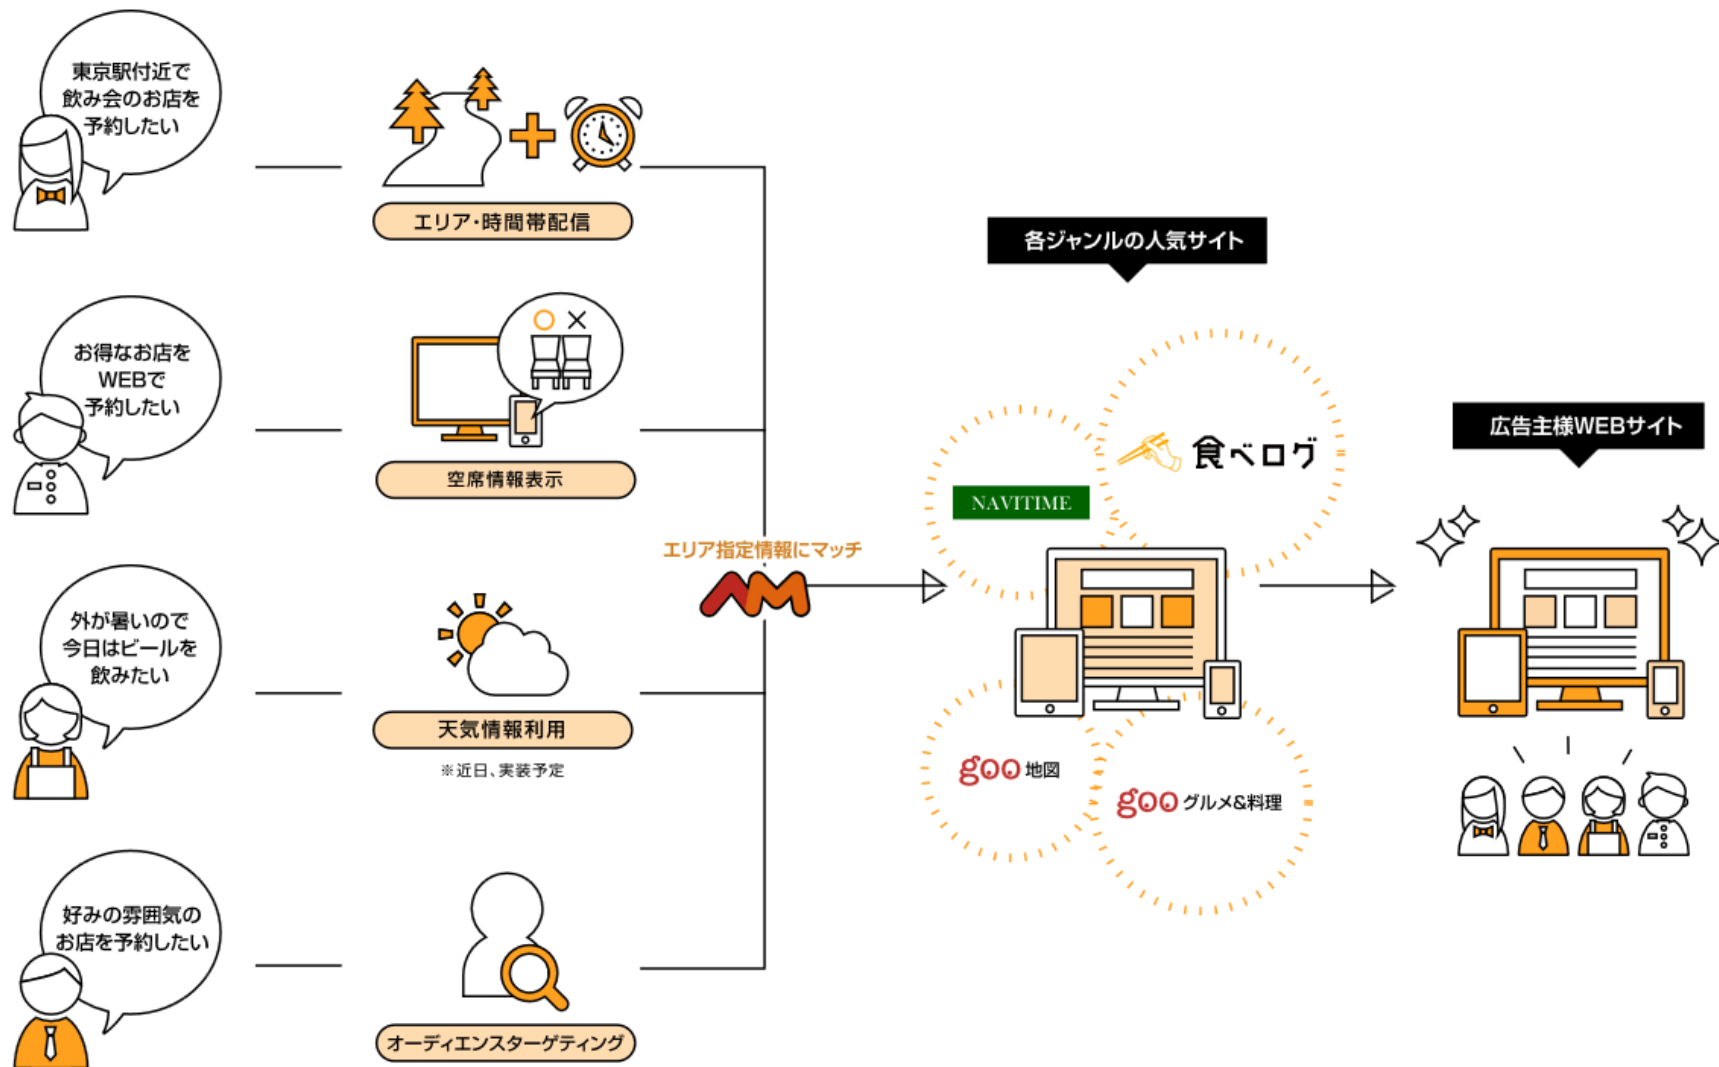 東京駅付近で
飲み会のお店を
予約したい
エリア・時間帯配信
お得なお店を
WEBで
予約したい
空席情報表示
外が暑いので
今日はビールを
飲みたい
天気情報利用
※近日、実装予定
好みの雰囲気の
お店を予約したい
オーディエンスターゲティング
エリア指定情報にマッチ
AM
各ジャンルの人気サイト
食べログ
NAVITIME
goo 地図
goo グルメ&料理
広告主様WEBサイト